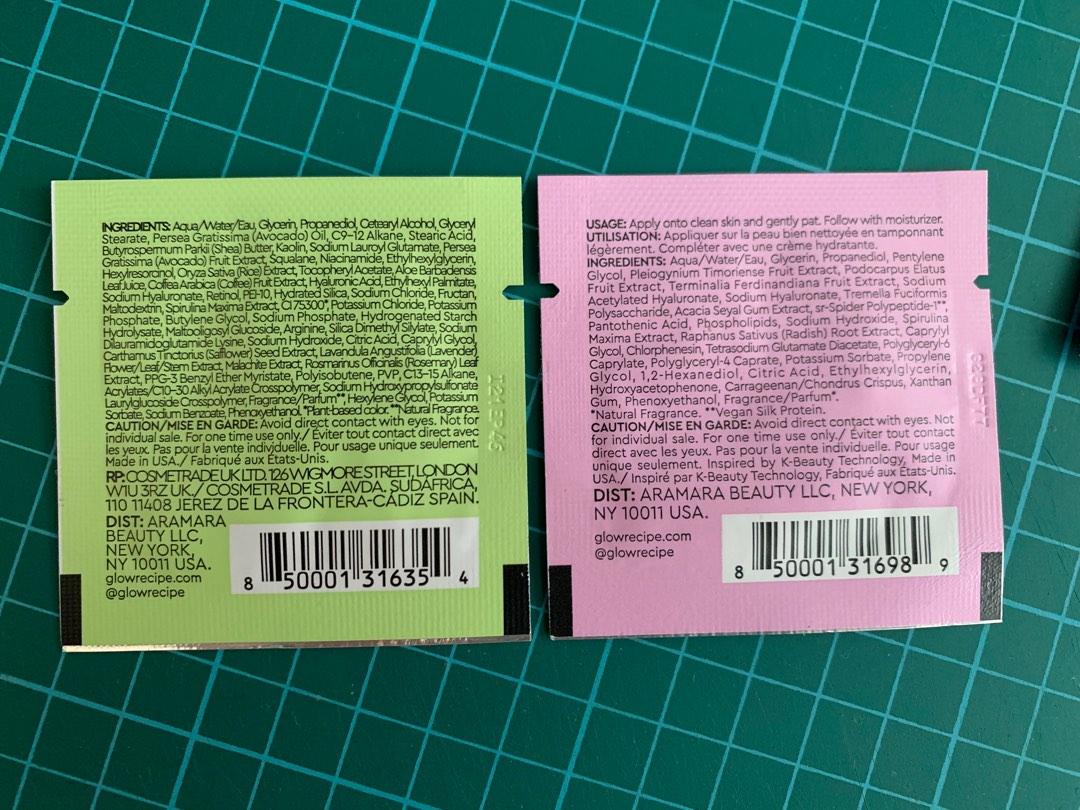 INGREDIENTS: Aqua/Water/Eau, Glycerin, Propanediol, Cetearyl Alcohol, Glyceryl
Stearate, Persea Gratissima (Avocado) Oil, C9-12 Alkane, Stearic Acid,
Butyrospermum Parkii (Shea) Butter, Kaolin, Sodium Lauroyl Glutamate, Persea
Gratissima (Avocado) Fruit Extract, Squalane, Niacinamide, Ethylhexylglycerin,
Hexylresorcinol, Oryza Sativa (Rice) Extract, Tocopheryl Acetate, Aloe Barbadensis
Leaf Juice, Coffea Arabica (Coffee) Fruit Extract, Hyaluronic Acid, Ethylhexyl Palmitate,
Sodium Hyaluronate, Retinol, PEI-10, Hydrated Silica, Sodium Chloride, Fructan,
Maltodextrin, Spirulina Maxima Extract, CI 75300*, Potassium Chloride, Potassium
Phosphate, Butylene Glycol, Sodium Phosphate, Hydrogenated Starch
Hydrolysate, Maltooligosyl Glucoside, Arginine, Silica Dimethyl Silylate, Sodium
Dilauramidoglutamide Lysine, Sodium Hydroxide, Citric Acid, Caprylyl Glycol,
Carthamus Tinctorius (Safflower) Seed Extract, Lavandula Angustifolia (Lavender)
Flower/Leaf/Stem Extract, Malachite Extract, Rosmarinus Officinalis (Rosemary) Leaf
Extract, PPG-3 Benzyl Ether Myristate, Polyisobutene, PVP, C13-15 Alkane,
Acrylates/C10-30 Alkyl Acrylate Crosspolymer, Sodium Hydroxypropylsulfonate
Laurylglucoside Crosspolymer, Fragrance/Parfum**, Hexylene Glycol, Potassium
Sorbate, Sodium Benzoate, Phenoxyethanol. *Plant-based color. **Natural Fragrance.
CAUTION/MISE EN GARDE: Avoid direct contact with eyes. Not for
individual sale. For one time use only./ Éviter tout contact direct avec
les yeux. Pas pour la vente individuelle. Pour usage unique seulement.
Made in USA./ Fabriqué aux États-Unis.
RP: COSMETRADE UK LTD. 126 WIGMORE STREET, LONDON
W1U 3RZ UK./ COSMETRADE S.L. AVDA. SUDÁFRICA,
110 11408 JEREZ DE LA FRONTERA-CÁDIZ SPAIN.
DIST: ARAMARA
BEAUTY LLC,
NEW YORK,
NY 10011 USA.
glowrecipe.com
@glowrecipe
8 50001 31635 4
USAGE: Apply onto clean skin and gently pat. Follow with moisturizer.
UTILISATION: Appliquer sur la peau bien nettoyée en tamponnant
légèrement. Compléter avec une crème hydratante.
INGREDIENTS: Aqua/Water/Eau, Glycerin, Propanediol, Pentylene
Glycol, Pleiogynium Timoriense Fruit Extract, Podocarpus Elatus
Fruit Extract, Terminalia Ferdinandiana Fruit Extract, Sodium
Acetylated Hyaluronate, Sodium Hyaluronate, Tremella Fuciformis
Polysaccharide, Acacia Seyal Gum Extract, sr-Spider Polypeptide-1**,
Pantothenic Acid, Phospholipids, Sodium Hydroxide, Spirulina
Maxima Extract, Raphanus Sativus (Radish) Root Extract, Caprylyl
Glycol, Chlorphenesin, Tetrasodium Glutamate Diacetate, Polyglyceryl-6
Caprylate, Polyglyceryl-4 Caprate, Potassium Sorbate, Propylene
Glycol, 1,2-Hexanediol, Citric Acid, Ethylhexylglycerin,
Hydroxyacetophenone, Carrageenan/Chondrus Crispus, Xanthan
Gum, Phenoxyethanol, Fragrance/Parfum*.
*Natural Fragrance. **Vegan Silk Protein.
CAUTION/MISE EN GARDE: Avoid direct contact with eyes. Not
for individual sale. For one time use only./ Éviter tout contact
direct avec les yeux. Pas pour la vente individuelle. Pour usage
unique seulement. Inspired by K-Beauty Technology, Made in
USA./ Inspiré par K-Beauty Technology, Fabriqué aux États-Unis.
DIST: ARAMARA BEAUTY LLC, NEW YORK,
NY 10011 USA.
glowrecipe.com
@glowrecipe
8 50001 31698 9